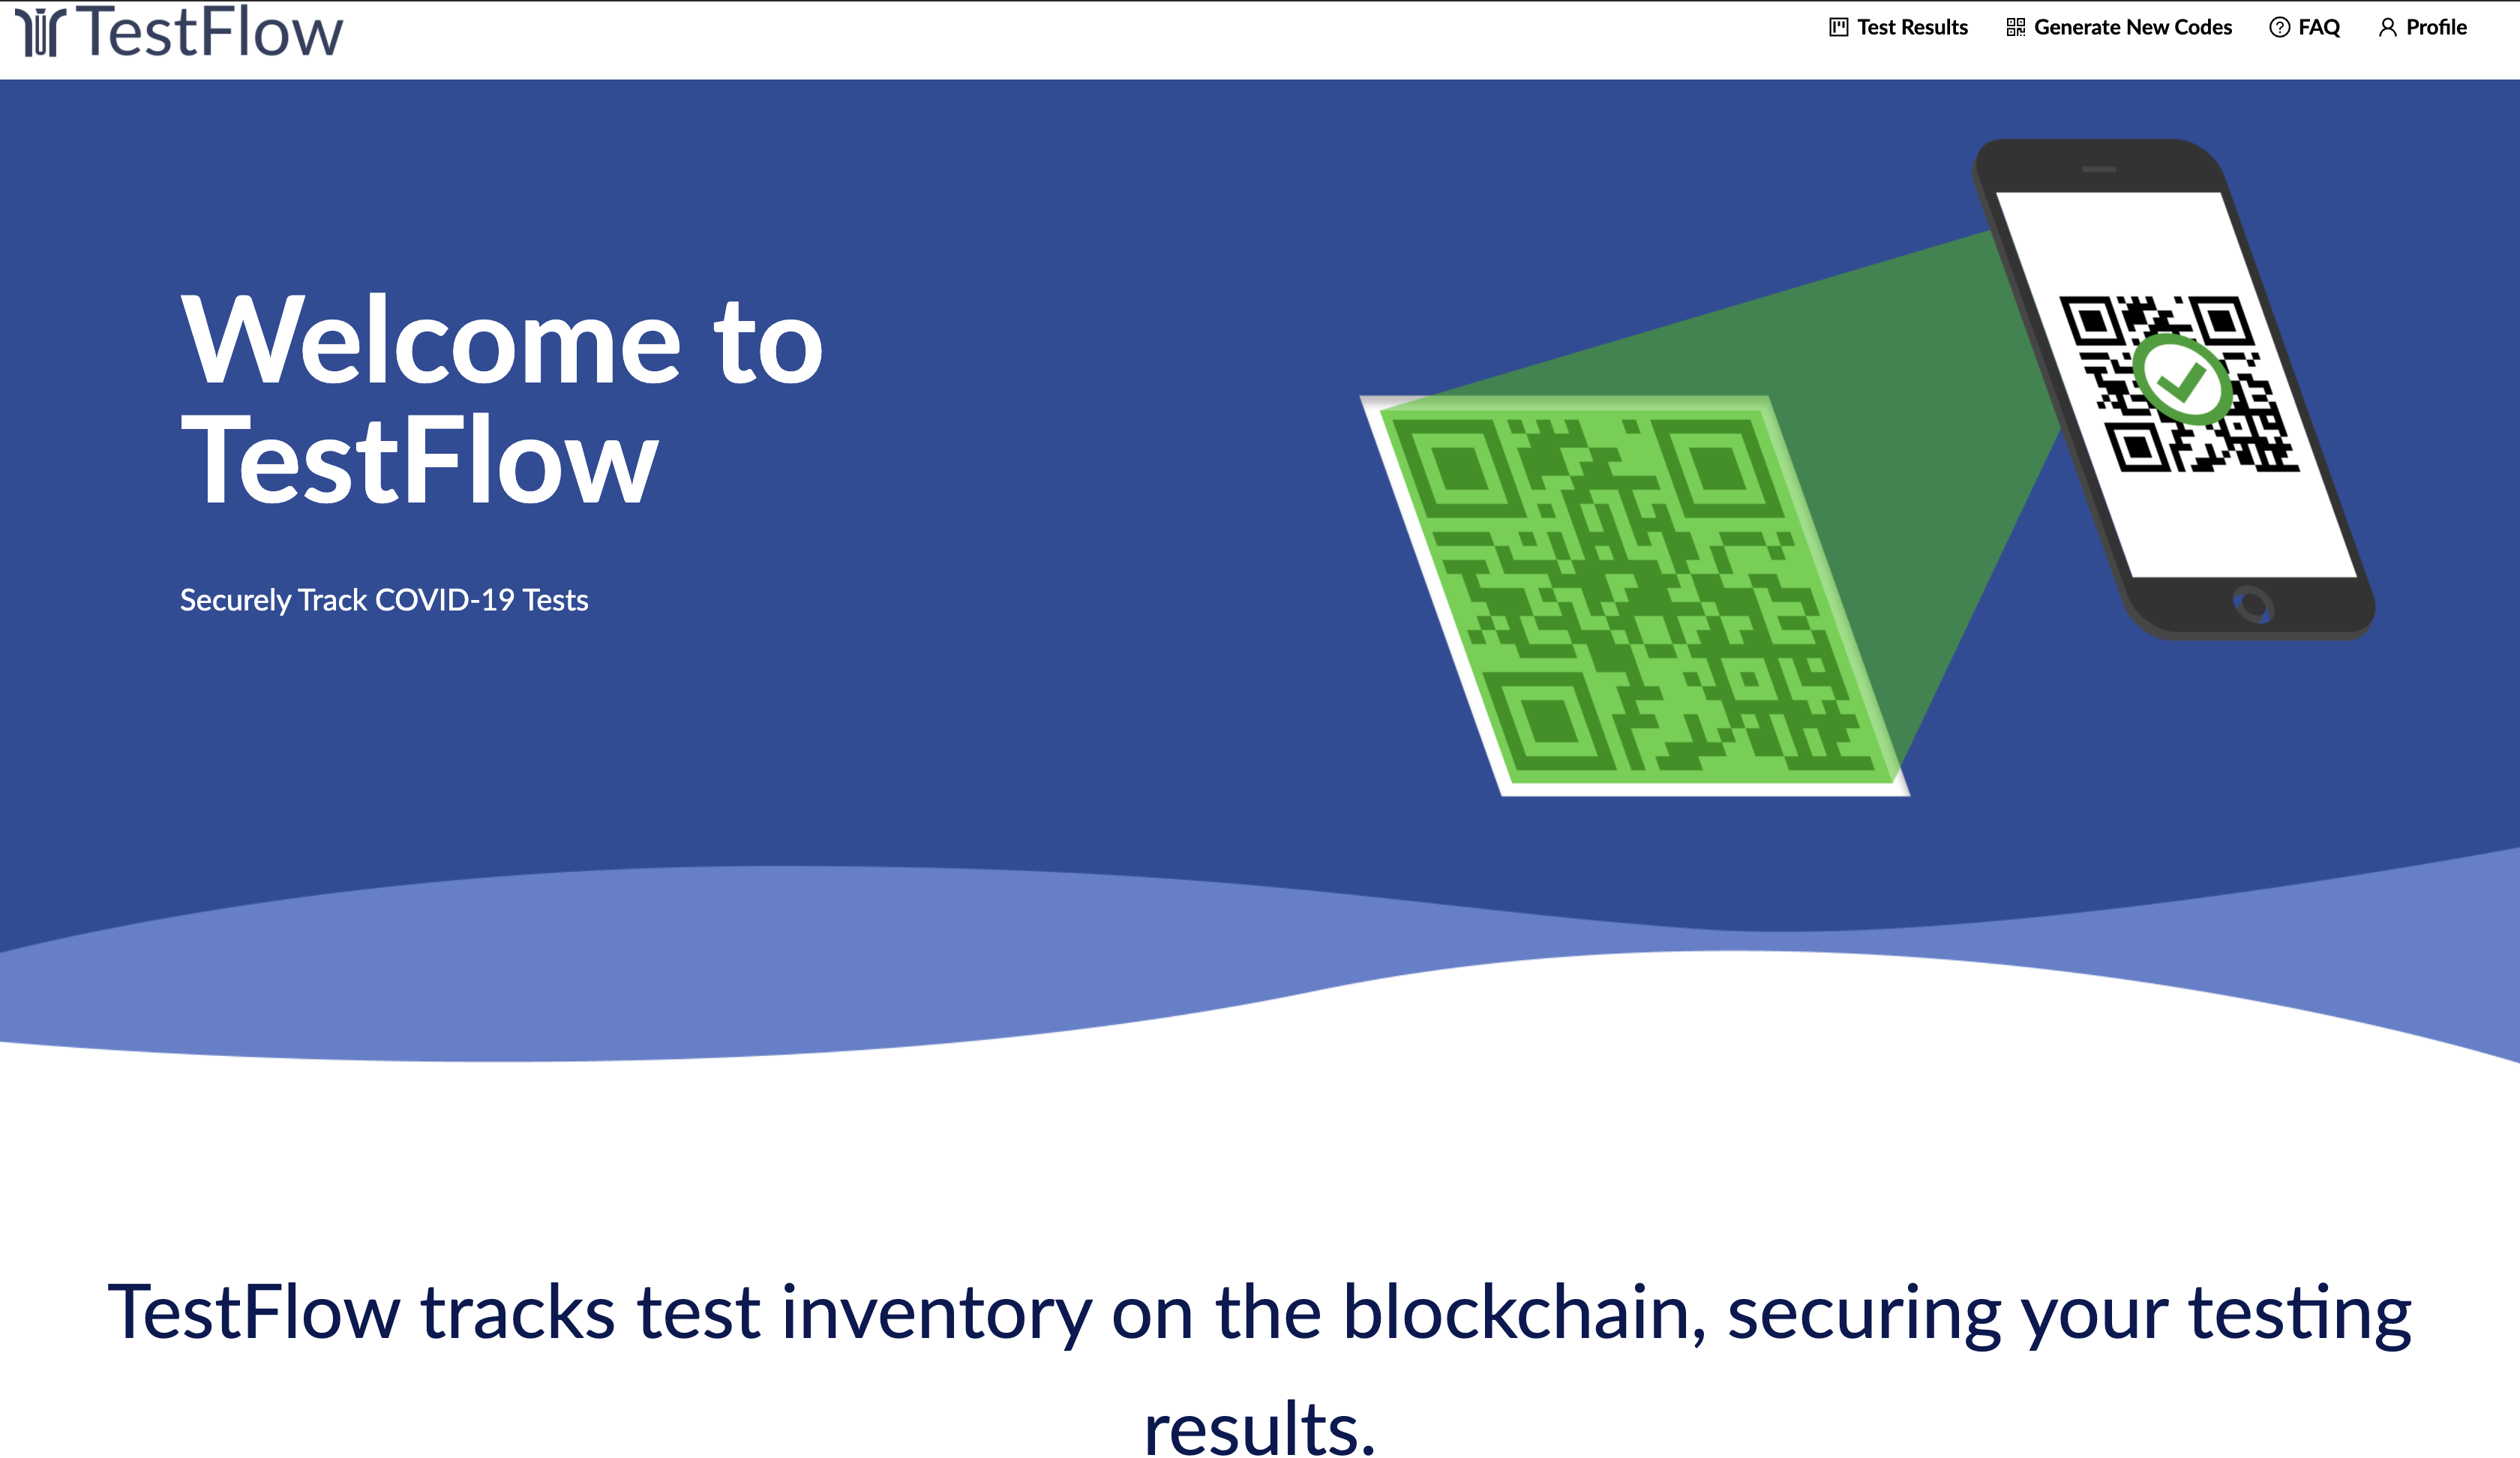 TestFlow
Test Results
Generate New Codes
FAQ
Profile
Welcome to
TestFlow
Securely Track COVID-19 Tests
TestFlow tracks test inventory on the blockchain, securing your testing
results.